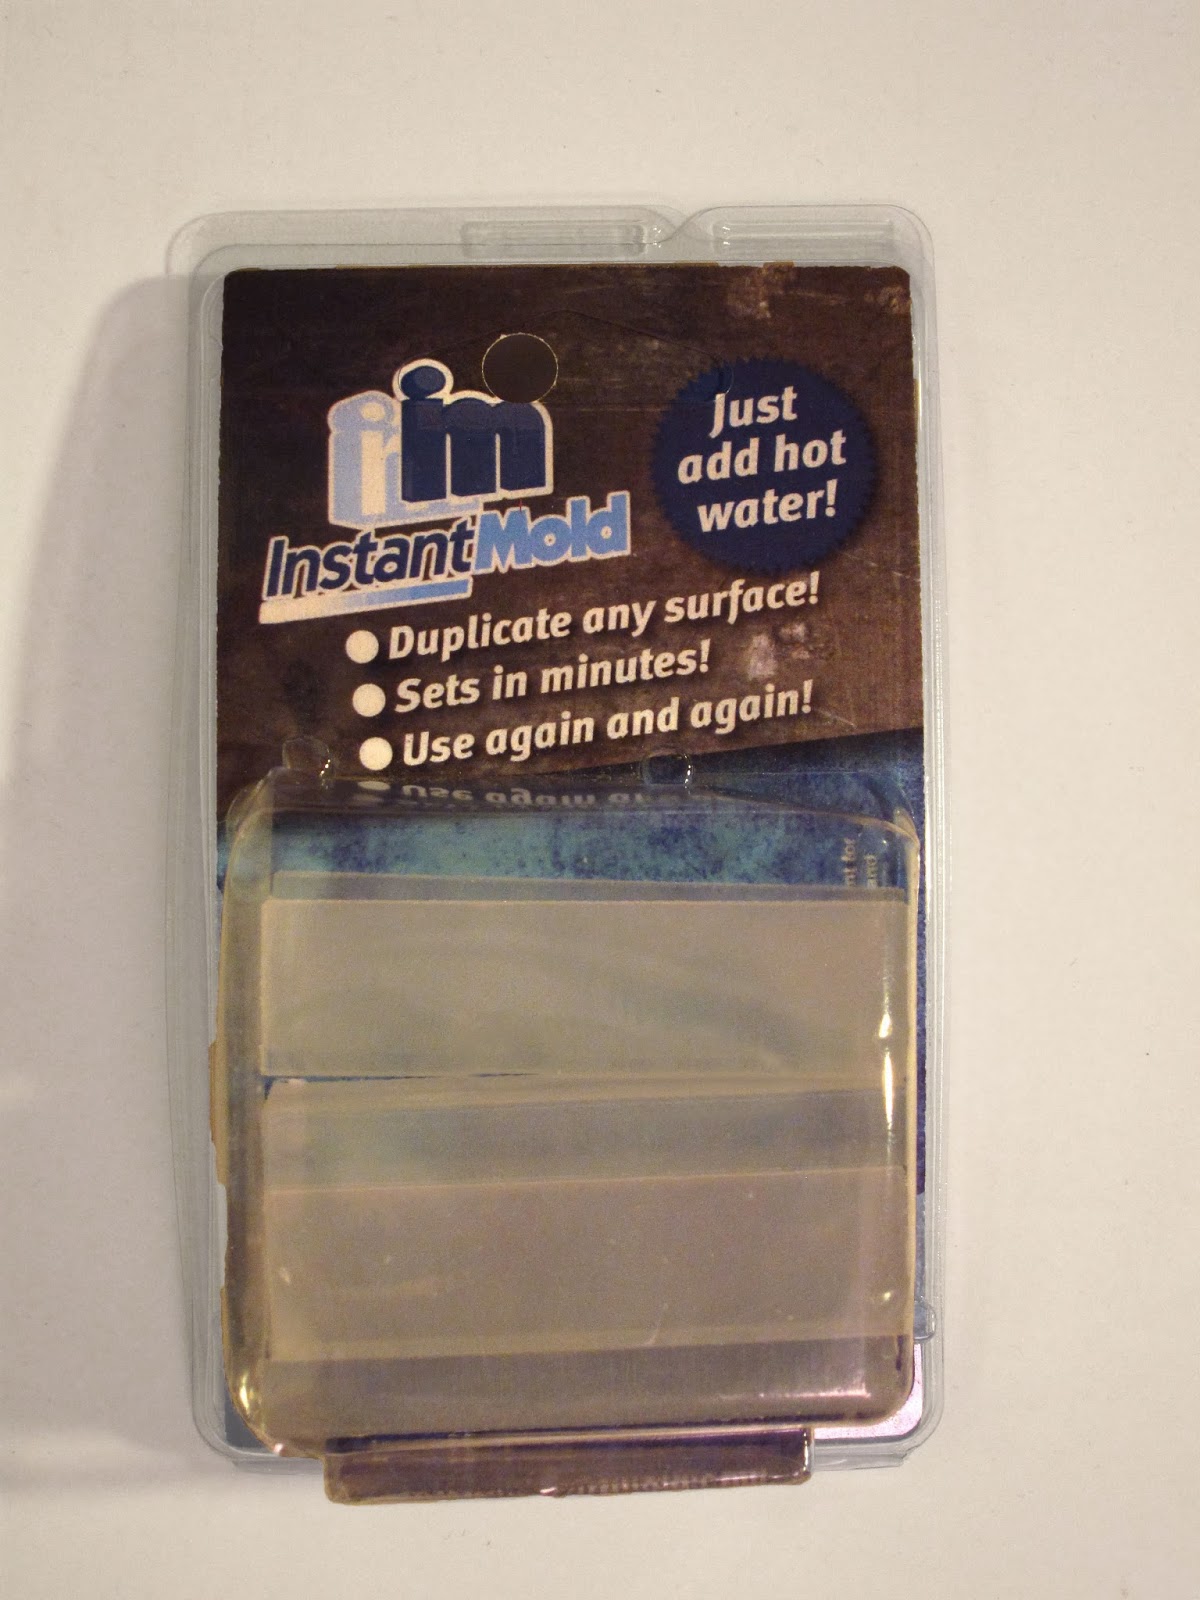 im
InstantMold
Just
add hot
water!
Duplicate any surface!
Sets in minutes!
Use again and again!